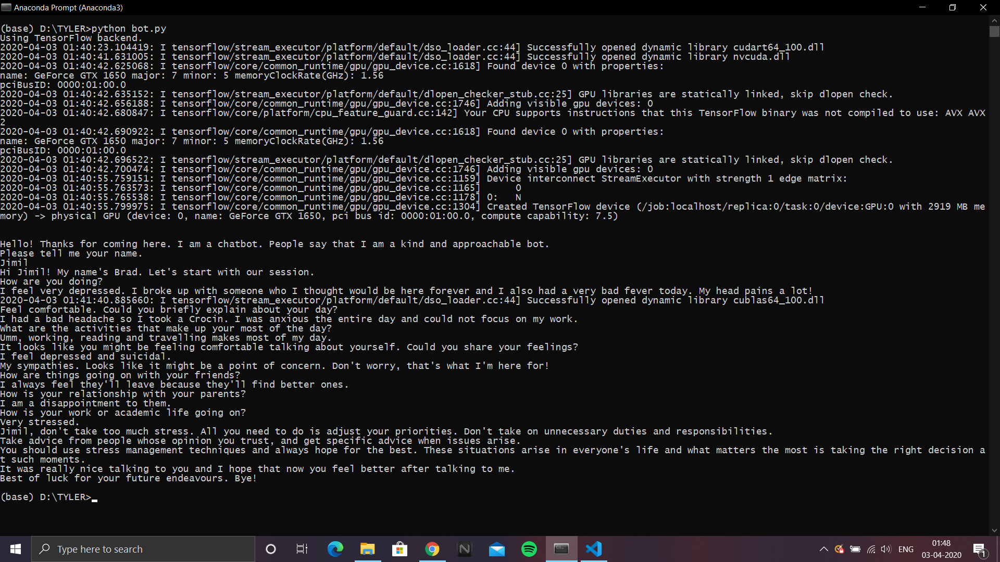 Anaconda Prompt (Anaconda3)
(base) D:\TYLER>python bot.py
Using TensorFlow backend.
2020-04-03 01:40:23.104419: I tensorflow/stream_executor/platform/default/dso_loader.cc:44] Successfully opened dynamic library cudart64_100.dll
2020-04-03 01:40:41.631005: I tensorflow/stream_executor/platform/default/dso_loader.cc:44] Successfully opened dynamic library nvcuda.dll
2020-04-03 01:40:42.625068: I tensorflow/core/common_runtime/gpu/gpu_device.cc:1618] Found device 0 with properties:
name: GeForce GTX 1650 major: 7 minor: 5 memoryClockRate(GHz): 1.56
pciBusID: 0000:01:00.0
2020-04-03 01:40:42.635152: I tensorflow/stream_executor/platform/default/dlopen_checker_stub.cc:25] GPU libraries are statically linked, skip dlopen check.
2020-04-03 01:40:42.656188: I tensorflow/core/common_runtime/gpu/gpu_device.cc:1746] Adding visible gpu devices: 0
2020-04-03 01:40:42.680847: I tensorflow/core/platform/cpu_feature_guard.cc:142] Your CPU supports instructions that this TensorFlow binary was not compiled to use: AVX AVX
2
2020-04-03 01:40:42.690922: I tensorflow/core/common_runtime/gpu/gpu_device.cc:1618] Found device 0 with properties:
name: GeForce GTX 1650 major: 7 minor: 5 memoryClockRate(GHz): 1.56
pciBusID: 0000:01:00.0
2020-04-03 01:40:42.696522: I tensorflow/stream_executor/platform/default/dlopen_checker_stub.cc:25] GPU libraries are statically linked, skip dlopen check.
2020-04-03 01:40:42.700474: I tensorflow/core/common_runtime/gpu/gpu_device.cc:1746] Adding visible gpu devices: 0
2020-04-03 01:40:55.759151: I tensorflow/core/common_runtime/gpu/gpu_device.cc:1159] Device interconnect StreamExecutor with strength 1 edge matrix:
2020-04-03 01:40:55.763573: I tensorflow/core/common_runtime/gpu/gpu_device.cc:1165]      0
2020-04-03 01:40:55.765538: I tensorflow/core/common_runtime/gpu/gpu_device.cc:1178] 0:   N
2020-04-03 01:40:55.799975: I tensorflow/core/common_runtime/gpu/gpu_device.cc:1304] Created TensorFlow device (/job:localhost/replica:0/task:0/device:GPU:0 with 2919 MB me
mory) -> physical GPU (device: 0, name: GeForce GTX 1650, pci bus id: 0000:01:00.0, compute capability: 7.5)
Hello! Thanks for coming here. I am a chatbot. People say that I am a kind and approachable bot.
Please tell me your name.
Jimil
Hi Jimil! My name's Brad. Let's start with our session.
How are you doing?
I feel very depressed. I broke up with someone who I thought would be here forever and I also had a very bad fever today. My head pains a lot!
2020-04-03 01:41:40.885660: I tensorflow/stream_executor/platform/default/dso_loader.cc:44] Successfully opened dynamic library cublas64_100.dll
Feel comfortable. Could you briefly explain about your day?
I had a bad headache so I took a Crocin. I was anxious the entire day and could not focus on my work.
What are the activities that make up your most of the day?
Umm, working, reading and travelling makes most of my day.
It looks like you might be feeling comfortable talking about yourself. Could you share your feelings?
I feel depressed and suicidal.
My sympathies. Looks like it might be a point of concern. Don't worry, that's what I'm here for!
How are things going on with your friends?
I always feel they'll leave because they'll find better ones.
How is your relationship with your parents?
I am a disappointment to them.
How is your work or academic life going on?
Very stressed.
Jimil, don't take too much stress. All you need to do is adjust your priorities. Don't take on unnecessary duties and responsibilities.
Take advice from people whose opinion you trust, and get specific advice when issues arise.
You should use stress management techniques and always hope for the best. These situations arise in everyone's life and what matters the most is taking the right decision a
t such moments.
It was really nice talking to you and I hope that now you feel better after talking to me.
Best of luck for your future endeavours. Bye!
(base) D:\TYLER>
Type here to search
ENG
01:48
03-04-2020
1